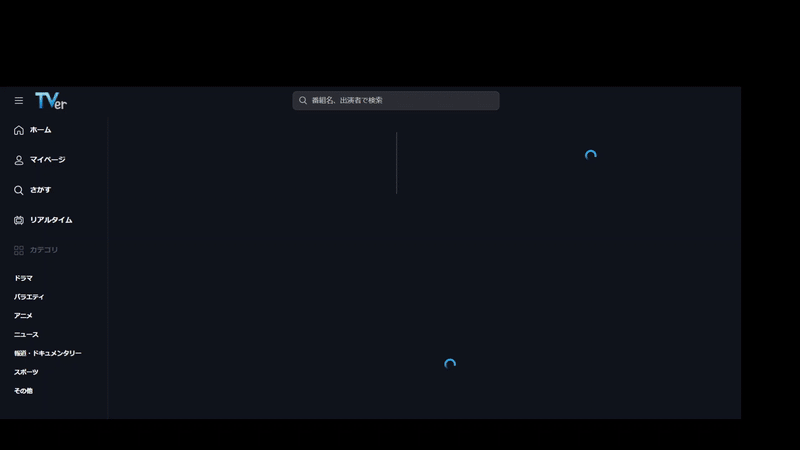 TVer
番組名、出演者で検索
ホーム
マイページ
さがす
リアルタイム
カテゴリ
ドラマ
バラエティ
アニメ
ニュース
報道・ドキュメンタリー
スポーツ
その他